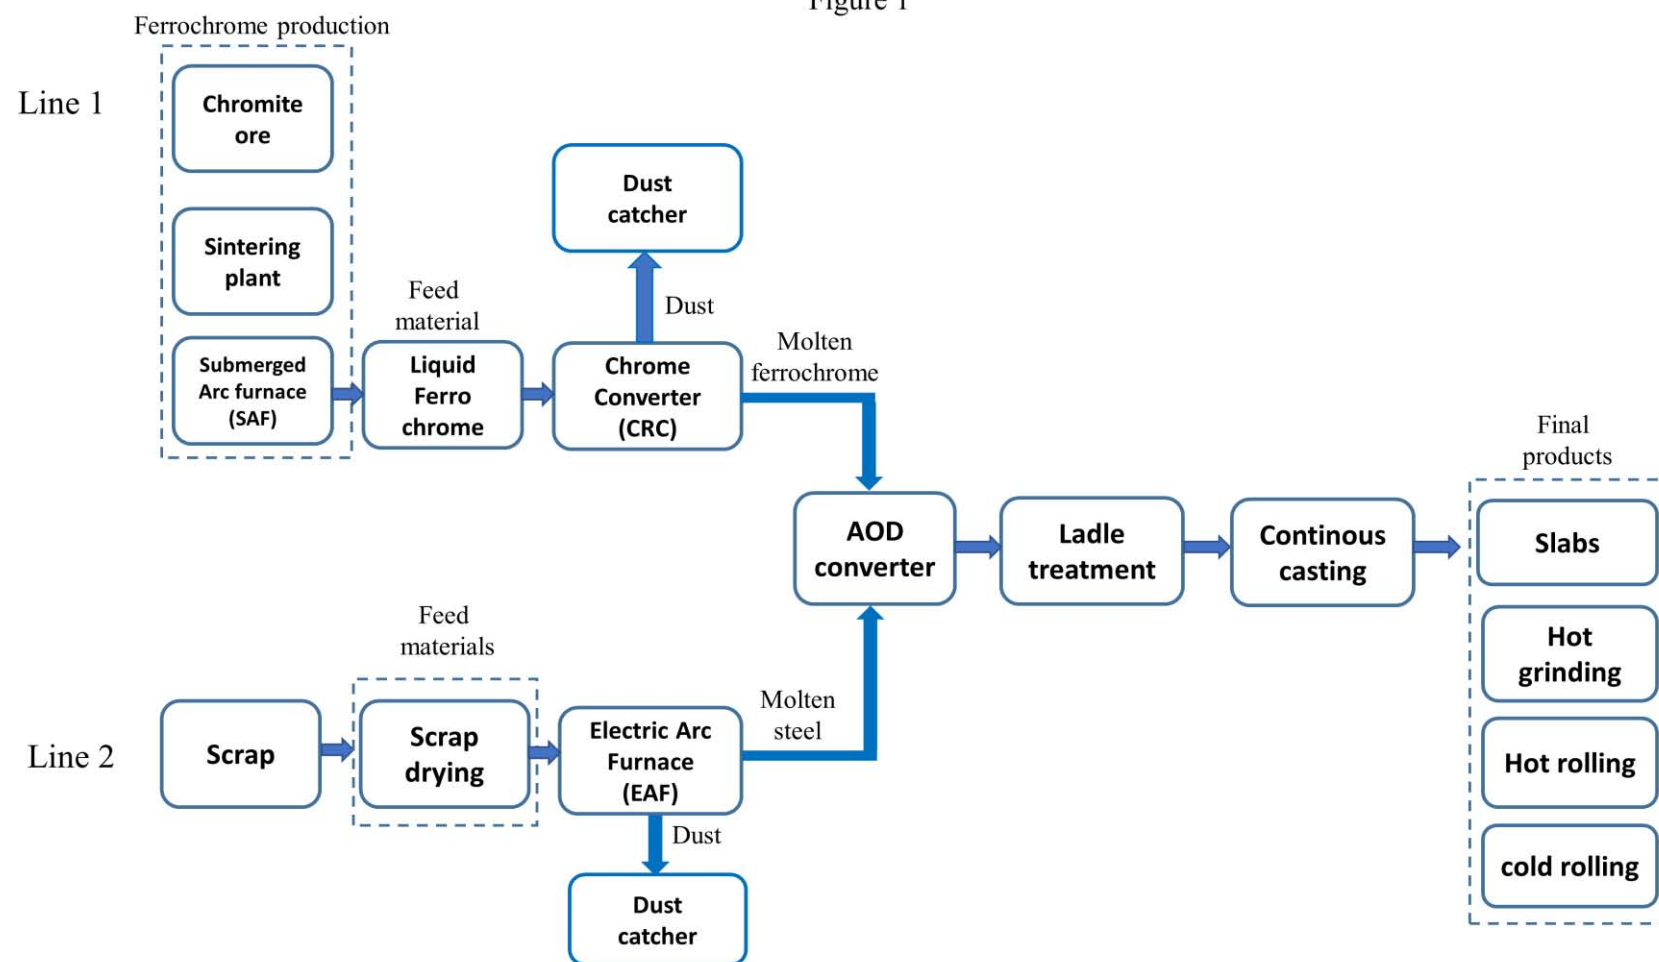 Figure 1
Ferrochrome production
Line 1
Chromite
ore
Sintering
plant
Submerged
Arc furnace
(SAF)
Feed
material
Liquid
Ferro
chrome
Dust
catcher
Dust
Chrome
Converter
(CRC)
Molten
ferrochrome
AOD
converter
Ladle
treatment
Continous
casting
Final
products
Slabs
Hot
grinding
Hot rolling
cold rolling
Line 2
Scrap
Feed
materials
Scrap
drying
Electric Arc
Furnace
(EAF)
Molten
steel
Dust
Dust
catcher